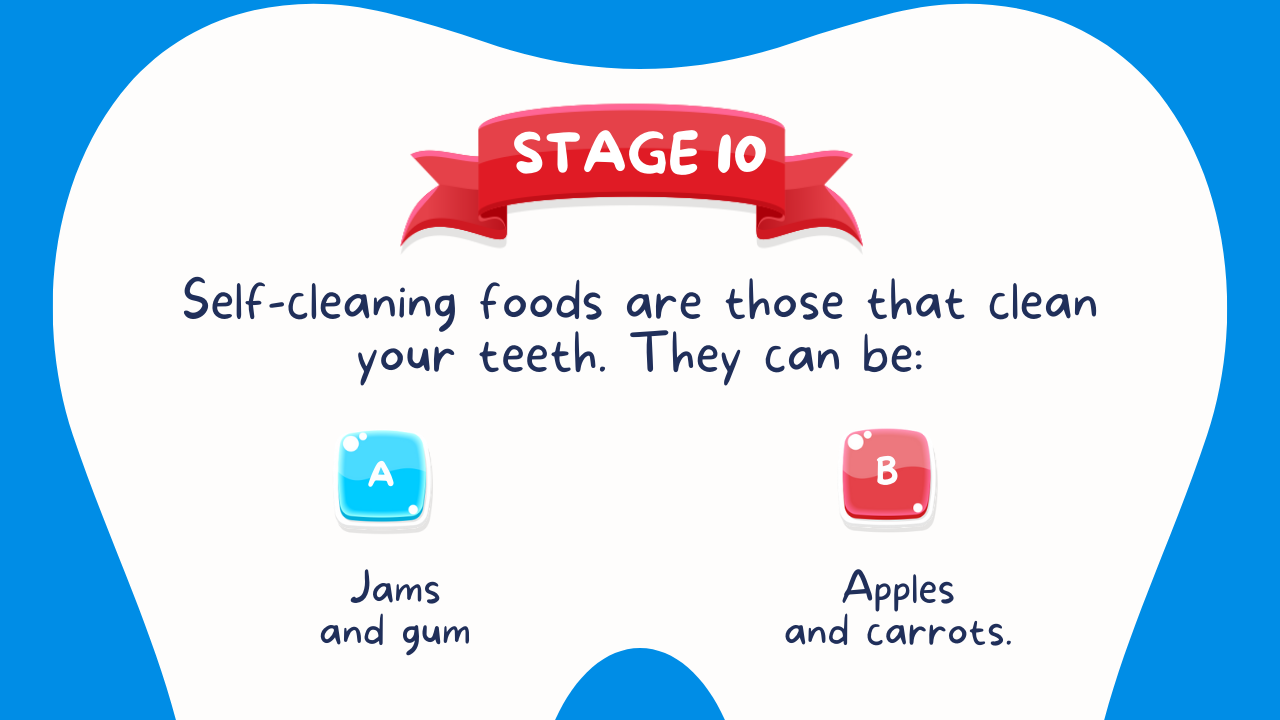 STAGE 10
Self-cleaning foods are those that clean
your teeth. They can be:
A
B
Jams
and gum
Apples
and carrots.